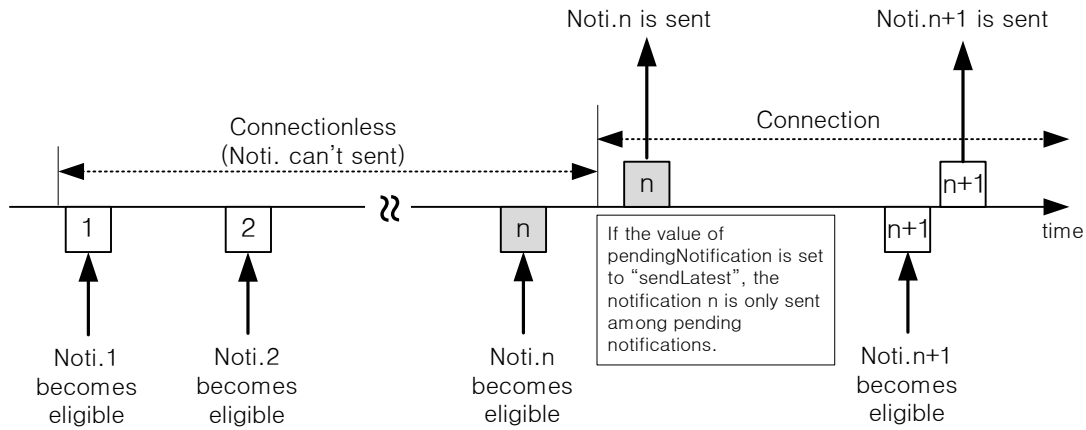 Noti.n is sent
Noti.n+1 is sent
Connectionless
(Noti. can't sent)
Connection
n
n+1
1
2
n
n+1
time
If the value of
pendingNotification is set
to “sendLatest”, the
notification n is only sent
among pending
notifications.
Noti.1
becomes
eligible
Noti.2
becomes
eligible
Noti.n
becomes
eligible
Noti.n+1
becomes
eligible